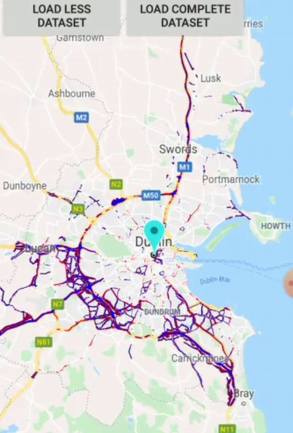 LOAD LESS
DATASET
LOAD COMPLETE
DATASET
Garristown
Lusk
Ashbourne
M2
Swords
M1
Dunboyne
N2
Portmarnock
M50
N3
HOWTH
Dublin
Lucan
Dublin Bay
N7
DUNDRUM
N81
Carrickmines
Bray
N11